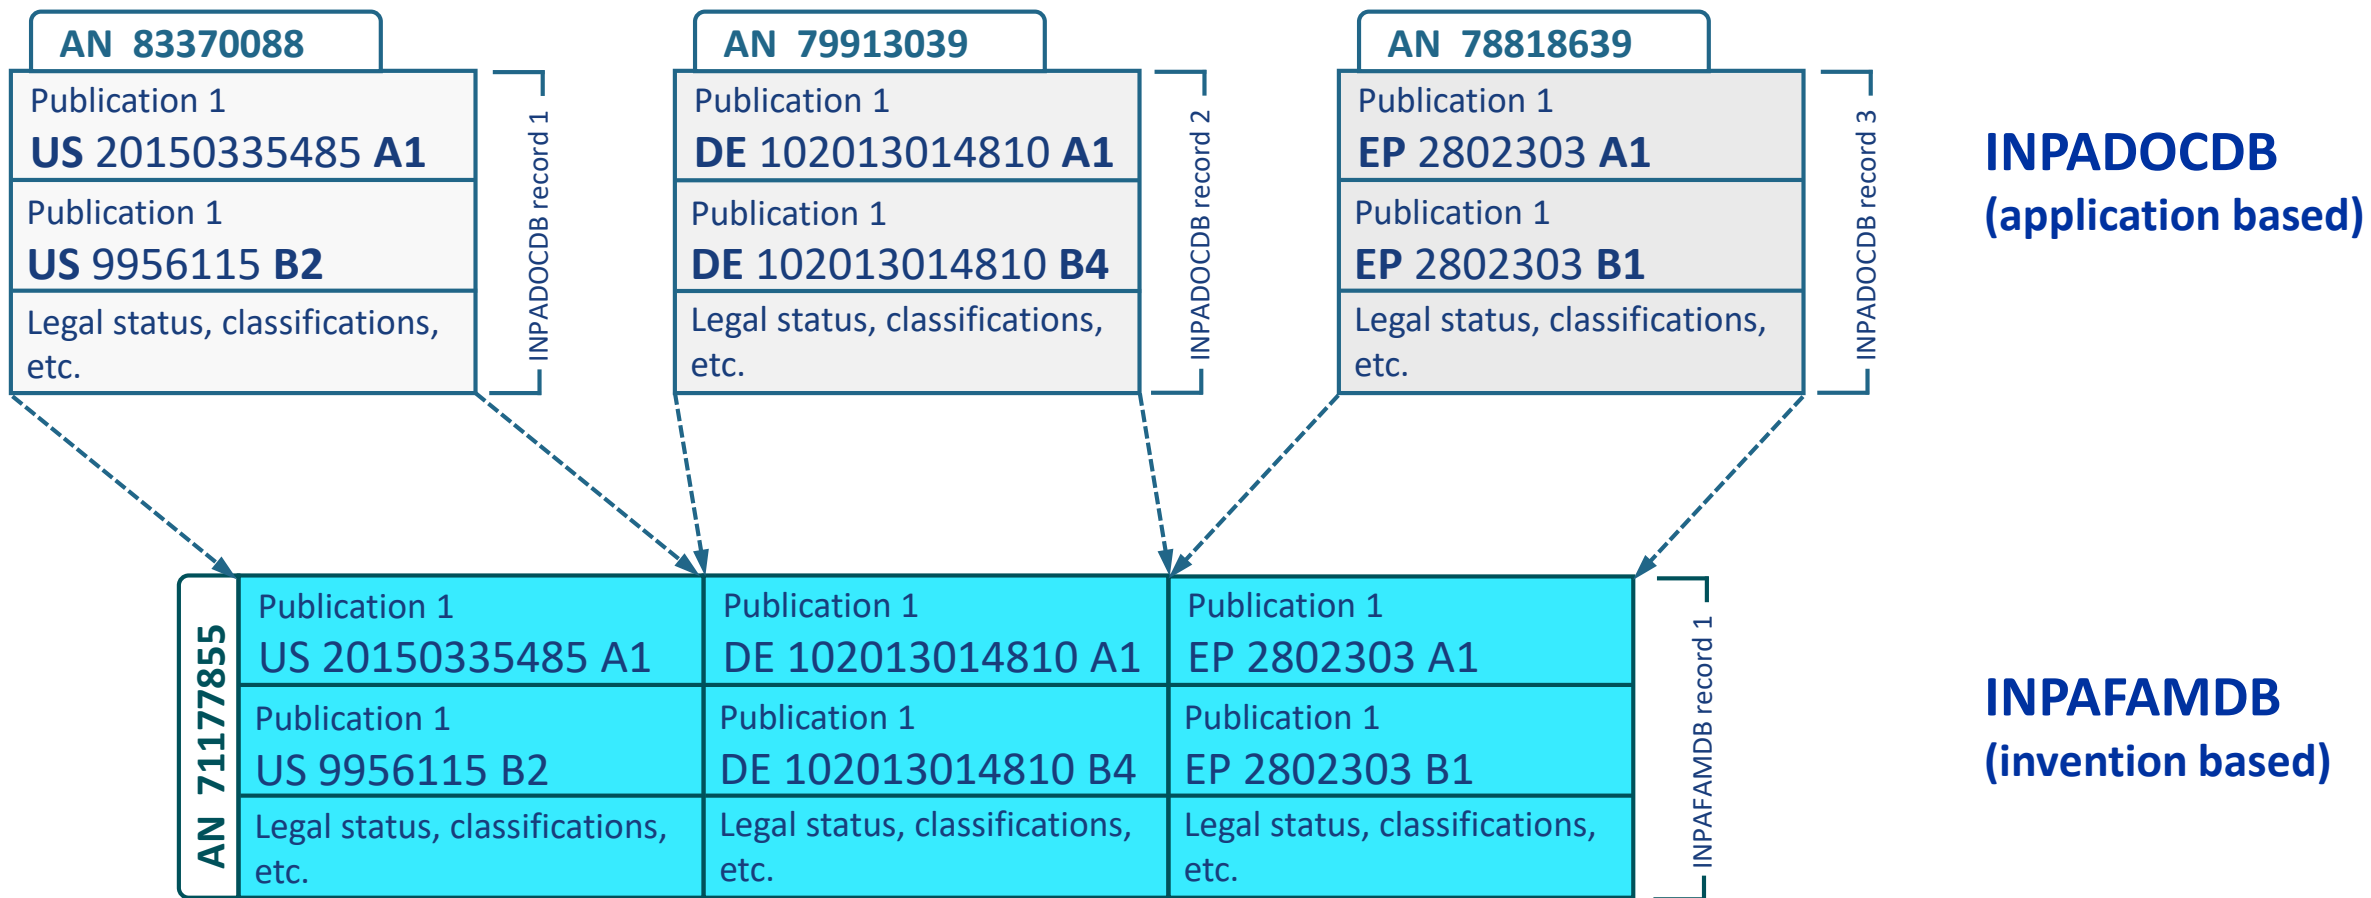 AN 83370088
Publication 1
US 20150335485 A1
Publication 1
US 9956115 B2
Legal status, classifications,
etc.
INPADOCDB record 1
AN 79913039
Publication 1
DE 102013014810 A1
Publication 1
DE 102013014810 B4
Legal status, classifications,
etc.
INPADOCDB record 2
AN 78818639
Publication 1
EP 2802303 A1
Publication 1
EP 2802303 B1
Legal status, classifications,
etc.
INPADOCDB record 3
INPADOCDB
(application based)
AN 71177855
Publication 1
US 20150335485 A1
Publication 1
US 9956115 B2
Legal status, classifications,
etc.
Publication 1
DE 102013014810 A1
Publication 1
DE 102013014810 B4
Legal status, classifications,
etc.
Publication 1
EP 2802303 A1
Publication 1
EP 2802303 B1
Legal status, classifications,
etc.
INPAFAMDB record 1
INPAFAMDB
(invention based)